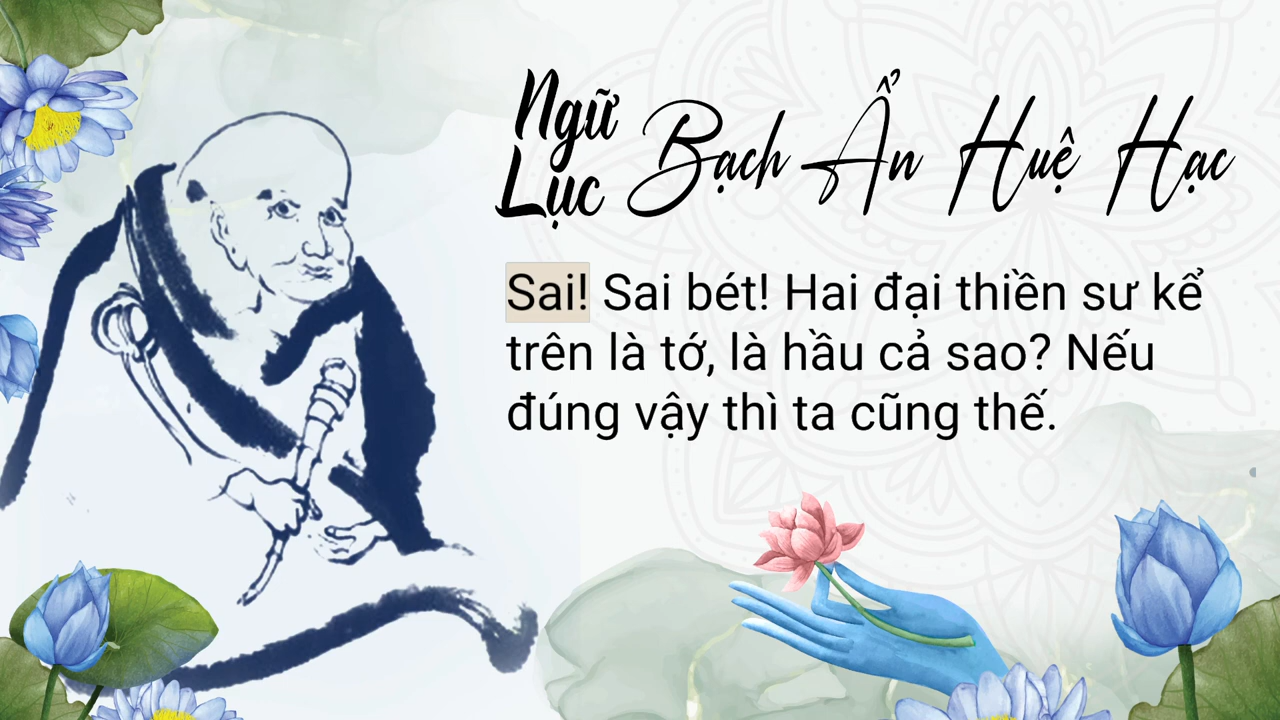 Ngữ Lục Bạch Ẩn Huệ Hạc
Sai! Sai bét! Hai đại thiền sư kể
trên là tớ, là hầu cả sao? Nếu
đúng vậy thì ta cũng thế.